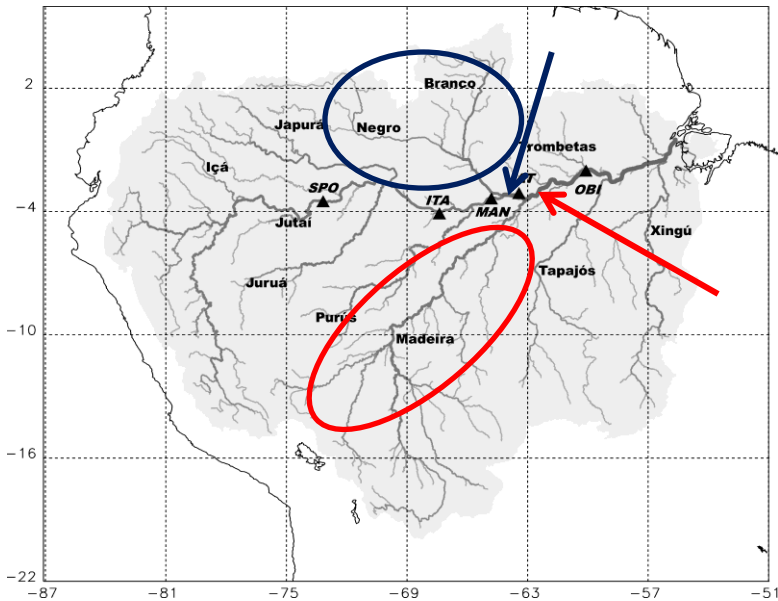 2
Branco
Japurá
Negro
rombetas
Içá
SPO
ITA
MAN
OBI
−4
Jutaí
Xingú
Juruá
Tapajós
Purús
−10
Madeira
−16
−22
−87 −81 −75 −69 −63 −57 −51